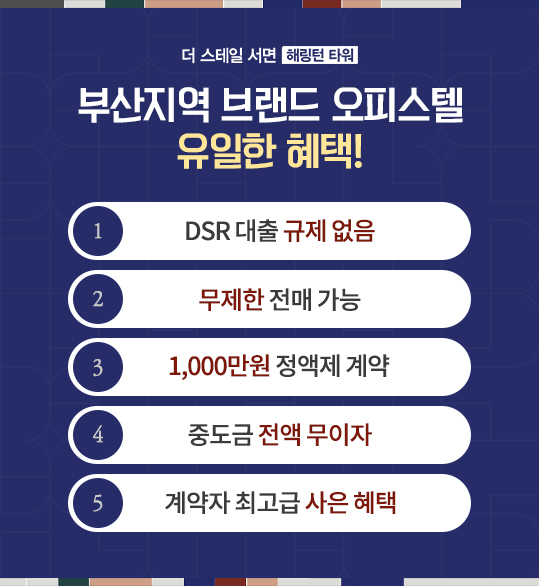 더 스테일 서면 해링턴 타워
부산지역 브랜드 오피스텔
유일한 혜택!
1 DSR 대출 규제 없음
2 무제한 전매 가능
3 1,000만원 정액제 계약
4 중도금 전액 무이자
5 계약자 최고급 사은 혜택